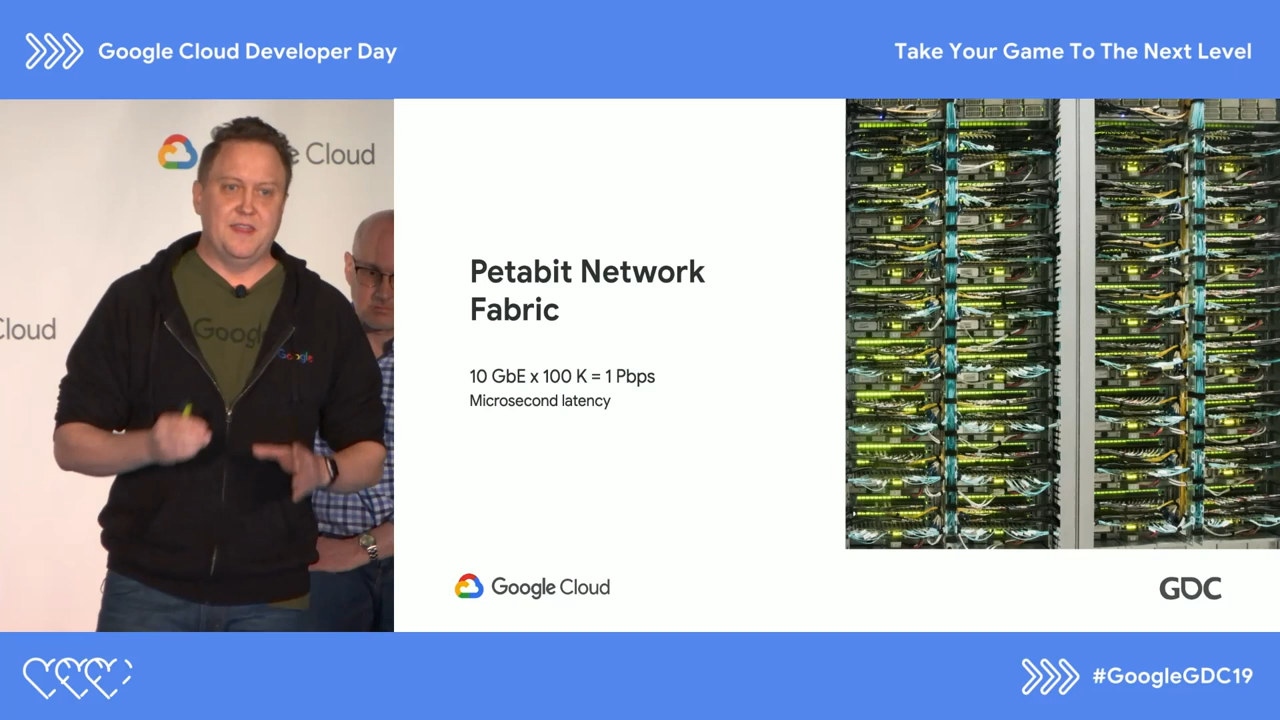 Google Cloud Developer Day
Take Your Game To The Next Level
Cloud
Cloud
Google
Google
Petabit Network
Fabric
10 GbE x 100 K = 1 Pbps
Microsecond latency
Google Cloud
GDC
#GoogleGDC19